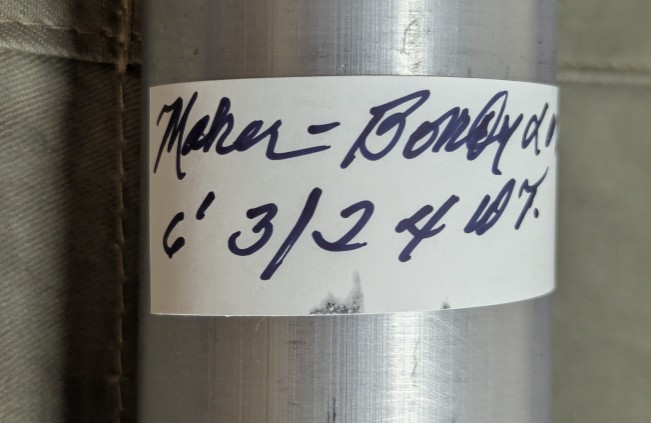 Maker -
6' 3/2 4 WT.